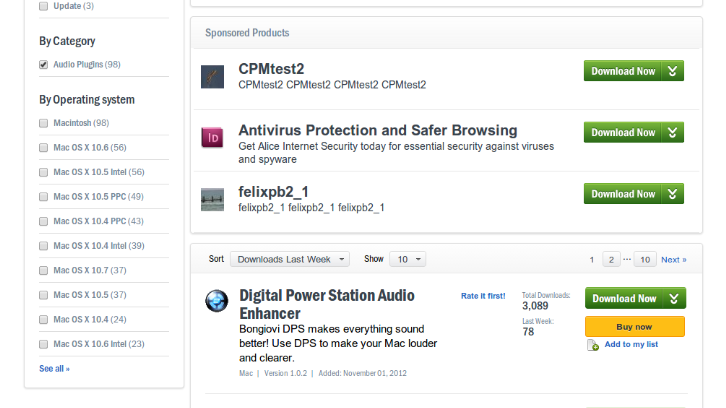 Update (3)
By Category
Audio Plugins (98)
By Operating system
Macintosh (98)
Mac OS X 10.6 (56)
Mac OS X 10.5 Intel (56)
Mac OS X 10.5 PPC (49)
Mac OS X 10.4 PPC (43)
Mac OS X 10.4 Intel (39)
Mac OS X 10.7 (37)
Mac OS X 10.5 (37)
Mac OS X 10.4 (24)
Mac OS X 10.6 Intel (23)
See all »
Sponsored Products
CPMtest2
CPMtest2 CPMtest2 CPMtest2 CPMtest2
Download Now
Id
Antivirus Protection and Safer Browsing
Get Alice Internet Security today for essential security against viruses
and spyware
Download Now
felixpb2_1
felixpb2_1 felixpb2_1 felixpb2_1
Download Now
Sort Downloads Last Week Show 10 1 2 ... 10 Next »
Digital Power Station Audio
Enhancer
Bongiovi DPS makes everything sound
better! Use DPS to make your Mac louder
and clearer.
Mac | Version 1.0.2 | Added: November 01, 2012
Rate it first!
Total Downloads:
3,089
Last Week:
78
Download Now
Buy now
Add to my list